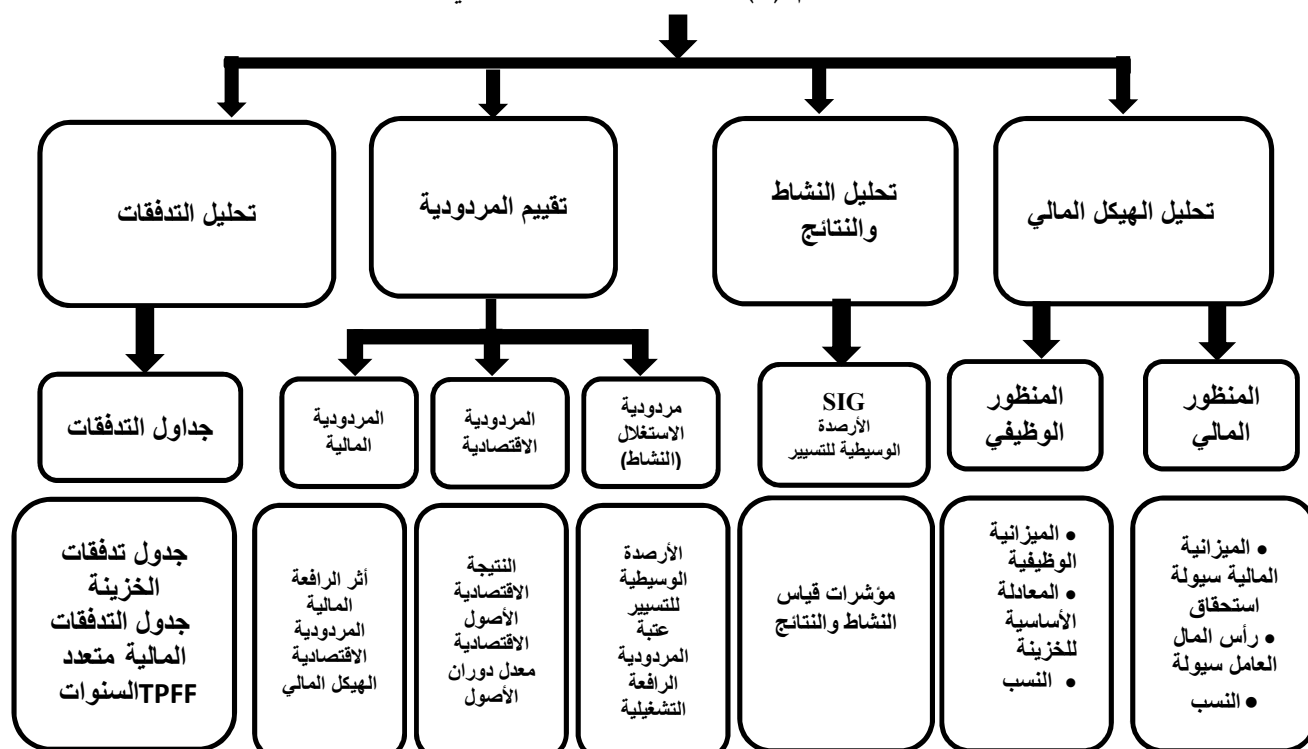 تحليل الهيكل المالي
تحليل النشاط
والنتائج
تقييم المردودية
تحليل التدفقات
المنظور
المالي
المنظور
الوظيفي
SIG
الأرصدة
الوسيطية للتسيير
مردودية
الاستغلال
(النشاط)
المردودية
الاقتصادية
المردودية
المالية
جداول التدفقات
• الميزانية
المالية سيولة
استحقاق
• رأس المال
العامل سيولة
• النسب
• الميزانية
الوظيفية
• المعادلة
الأساسية
للخزينة
• النسب
مؤشرات قياس
النشاط والنتائج
الأرصدة
الوسيطية
للتسيير
عتبة
المردودية
الرافعة
التشغيلية
النتيجة
الاقتصادية
الأصول
الاقتصادية
معدل دوران
الأصول
أثر الرافعة
المالية
المردودية
الاقتصادية
الهيكل المالي
جدول تدفقات
الخزينة
جدول التدفقات
المالية متعدد
السنواتTPFF